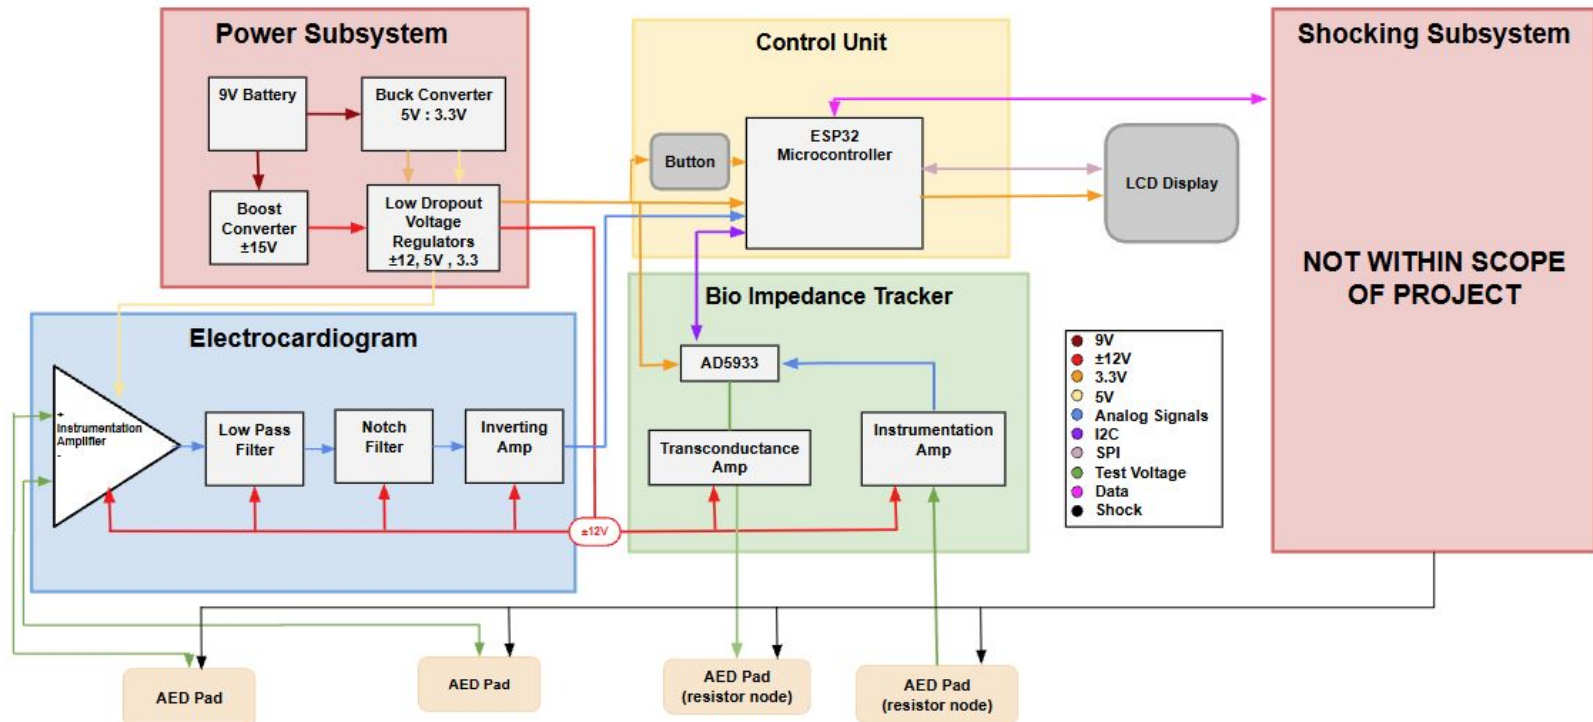 Power Subsystem
9V Battery
Buck Converter
5V : 3.3V
Boost
Converter
±15V
Low Dropout
Voltage
Regulators
±12, 5V , 3.3
Control Unit
Button
ESP32
Microcontroller
LCD Display
Shocking Subsystem
NOT WITHIN SCOPE
OF PROJECT
Electrocardiogram
+
Instrumentation
Amplifier
-
Low Pass
Filter
Notch
Filter
Inverting
Amp
±12V
Bio Impedance Tracker
AD5933
Transconductance
Amp
Instrumentation
Amp
9V
±12V
3.3V
5V
Analog Signals
I2C
SPI
Test Voltage
Data
Shock
AED Pad
AED Pad
AED Pad
(resistor node)
AED Pad
(resistor node)